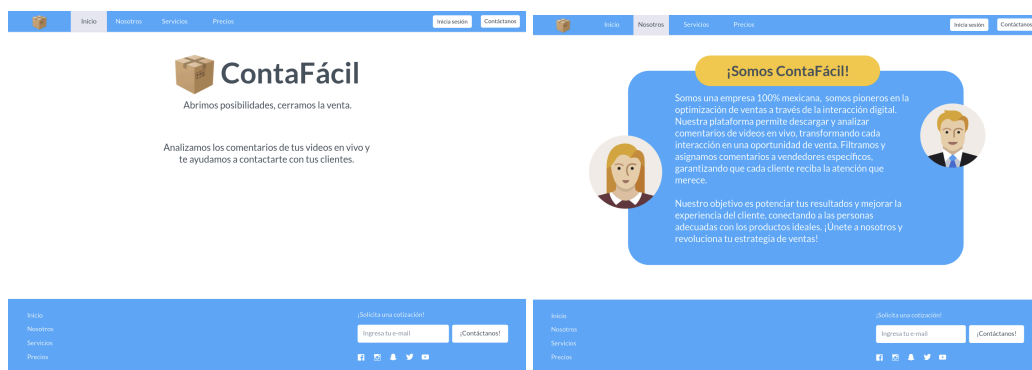 Inicio Nosotros Servicios Precios Inicia sesión Contáctanos
ContaFácil
Abrimos posibilidades, cerramos la venta.
Analizamos los comentarios de tus videos en vivo y
te ayudamos a contactarte con tus clientes.
Inicio
Nosotros
Servicios
Precios
¡Solicita una cotización!
Ingresa tu e-mail ¡Contáctanos!
Inicio Nosotros Servicios Precios Inicia sesión Contáctanos
¡Somos ContaFácil!
Somos una empresa 100% mexicana, somos pioneros en la
optimización de ventas a través de la interacción digital.
Nuestra plataforma permite descargar y analizar
comentarios de videos en vivo, transformando cada
interacción en una oportunidad de venta. Filtramos y
asignamos comentarios a vendedores específicos,
garantizando que cada cliente reciba la atención que
merece.
Nuestro objetivo es potenciar tus resultados y mejorar la
experiencia del cliente, conectando a las personas
adecuadas con los productos ideales. ¡Únete a nosotros y
revoluciona tu estrategia de ventas!
Inicio
Nosotros
Servicios
Precios
¡Solicita una cotización!
Ingresa tu e-mail ¡Contáctanos!